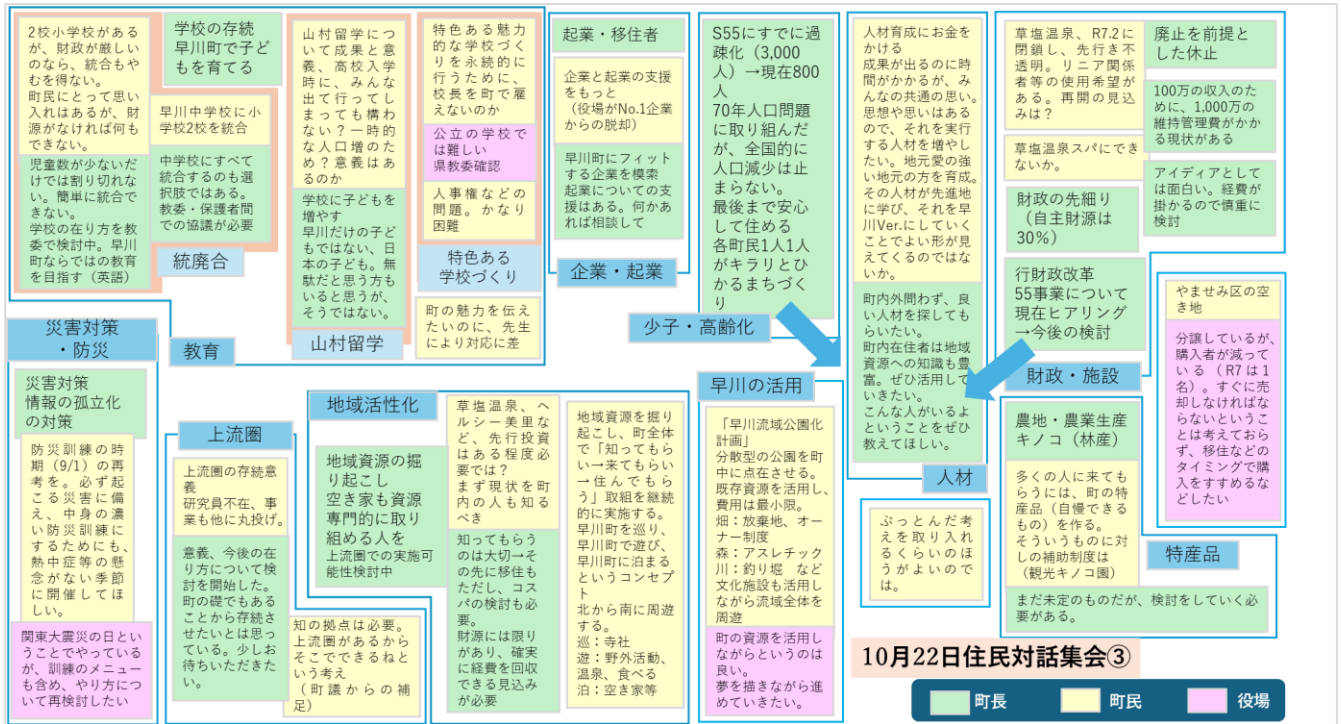 2校小学校がある
が、財政が厳しい
のなら、統合もや
むを得ない。
町民にとって思い
入れはあるが、財
源がなければ何も
できない。
児童数が少ないだ
けでは割り切れな
い。簡単に統合で
きない。
学校の在り方を教
委で検討中。早川
町ならではの教育
を目指す（英語）
学校の存続
早川町で子ど
もを育てる
早川中学校に小
学校2校を統合
中学校にすべて
統合するのも選
択肢ではある。
教委・保護者間
での協議が必要
統廃合
山村留学につ
いて成果と意
義、高校入学
時に、みんな
出て行ってし
まっても構わ
ない？一時的
な人口増のた
め？意義はあ
るのか
学校に子どもを
増やす
早川だけの子ど
もではない、日
本の子ども。無
駄だと思う方も
いると思うが、
そうではない。
山村留学
特色ある魅力
的な学校づく
りを永続的に
行うために、
校長を町で雇
えないのか
公立の学校で
は難しい
県教委確認
人事権などの
問題。かなり
困難
特色ある
学校づくり
町の魅力を伝え
たいのに、先生
により対応に差
教育
起業・移住者
企業と起業の支援
をもっと
（役場がNo.1企業
からの脱却）
早川町にフィット
する企業を模索
起業についての支
援はある。何かあ
れば相談して
企業・起業
S55にすでに過
疎化（3,000
人）→現在800
人
70年人口問題
に取り組んだ
が、全国的に
人口減少は止
まらない。
最後まで安心
して住める
各町民1人1人
がキラリとひ
かるまちづく
り
少子・高齢化
人材育成にお金を
かける
成果が出るのに時
間がかかるが、み
んなの共通の思い。
思想や思いはある
ので、それを実行
する人材を増やし
たい。地元愛の強
い地元の方を育成。
その人材が先進地
に学び、それを早
川Ver.にしていく
ことでよい形が見
えてくるのではな
いか。
町内外問わず、良
い人材を探しても
らいたい。
町内在住者は地域
資源への知識も豊
富。ぜひ活用して
いきたい。
こんな人がいるよ
ということをぜひ
教えてほしい。
人材
ぶっとんだ考
えを取り入れ
るくらいのほ
うがよいので
は。
草塩温泉、R7.2に
閉鎖し、先行き不
透明。リニア関係
者等の使用希望が
ある。再開の見込
みは？
草塩温泉スパにで
きないか。
廃止を前提
とした休止
100万の収入のた
めに、1,000万の
維持管理費がかか
る現状がある
アイディアとして
は面白い。経費が
掛かるので慎重に
検討
財政の先細り
（自主財源は
30％）
行財政改革
55事業について
現在ヒアリング
→今後の検討
財政・施設
やませみ区の空
き地
分譲しているが、
購入者が減って
いる（R7は1
名）。すぐに売
却しなければな
らないというこ
とは考えておら
ず、移住などの
タイミングで購
入をすすめるな
どしたい
農地・農業生産
キノコ（林産）
多くの人に来ても
らうには、町の特
産品（自慢できる
もの）を作る。
そういうものに対し
の補助制度は
（観光キノコ園）
特産品
まだ未定のものだが、検討をしていく必
要がある。
災害対策
・防災
災害対策
情報の孤立化
の対策
防災訓練の時
期（9/1）の再
考を。必ず起
こる災害に備
え、中身の濃
い防災訓練に
するためにも、
熱中症等の懸
念がない季節
に開催してほ
しい。
関東大震災の日とい
うことでやっている
が、訓練のメニュー
も含め、やり方につ
いて再検討したい
上流圏
上流圏の存続意
義
研究員不在、事
業も他に丸投げ。
意義、今後の在
り方について検
討を開始した。
町の礎でもある
ことから存続さ
せたいとは思っ
ている。少しお
待ちいただきた
い。
知の拠点は必要。
上流圏があるから
そこでできるね
という考え
（町議からの補
足）
地域活性化
地域資源の掘
り起こし
空き家も資源
専門的に取り
組める人を
上流圏での実施可
能性検討中
草塩温泉、ヘ
ルシー美里な
ど、先行投資
はある程度必
要では？
まず現状を町
内の人も知る
べき
知ってもらう
のは大切→そ
の先に移住も
ただし、コス
パの検討も必
要。
財源には限り
があり、確実
に経費を回収
できる見込み
が必要
地域資源を掘り
起こし、町全体
で「知ってもら
い→来てもらい
→住んでもら
う」取組を継続
的に実施する。
早川町を巡り、
早川町で遊び、
早川町に泊まる
というコンセプ
ト
北から南に周遊
する。
巡：寺社
遊：野外活動、
温泉、食べる
泊：空き家等
早川の活用
「早川流域公園化
計画」
分散型の公園を町
中に点在させる。
既存資源を活用し、
費用は最小限。
畑：放棄地、オー
ナー制度
森：アスレチック
川：釣り堀　など
文化施設も活用し
ながら流域全体を
周遊
町の資源を活用し
ながらというのは
良い。
夢を描きながら進
めていきたい。
10月22日住民対話集会③
町長
町民
役場